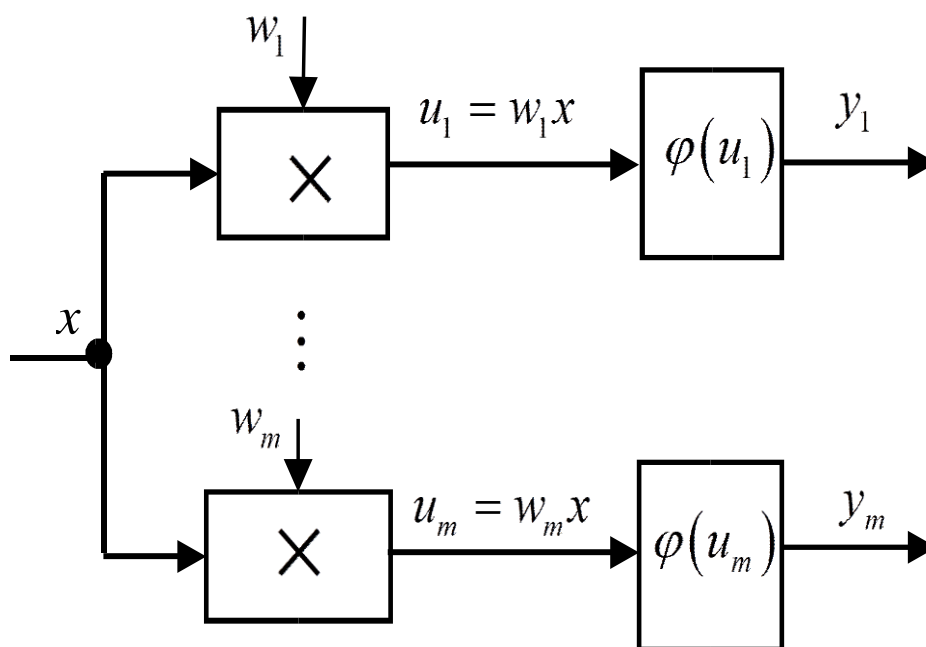 w₁
u₁ = w₁x
φ(u₁)
y₁
×
x
⋮
wₘ
uₘ = wₘx
φ(uₘ)
yₘ
×